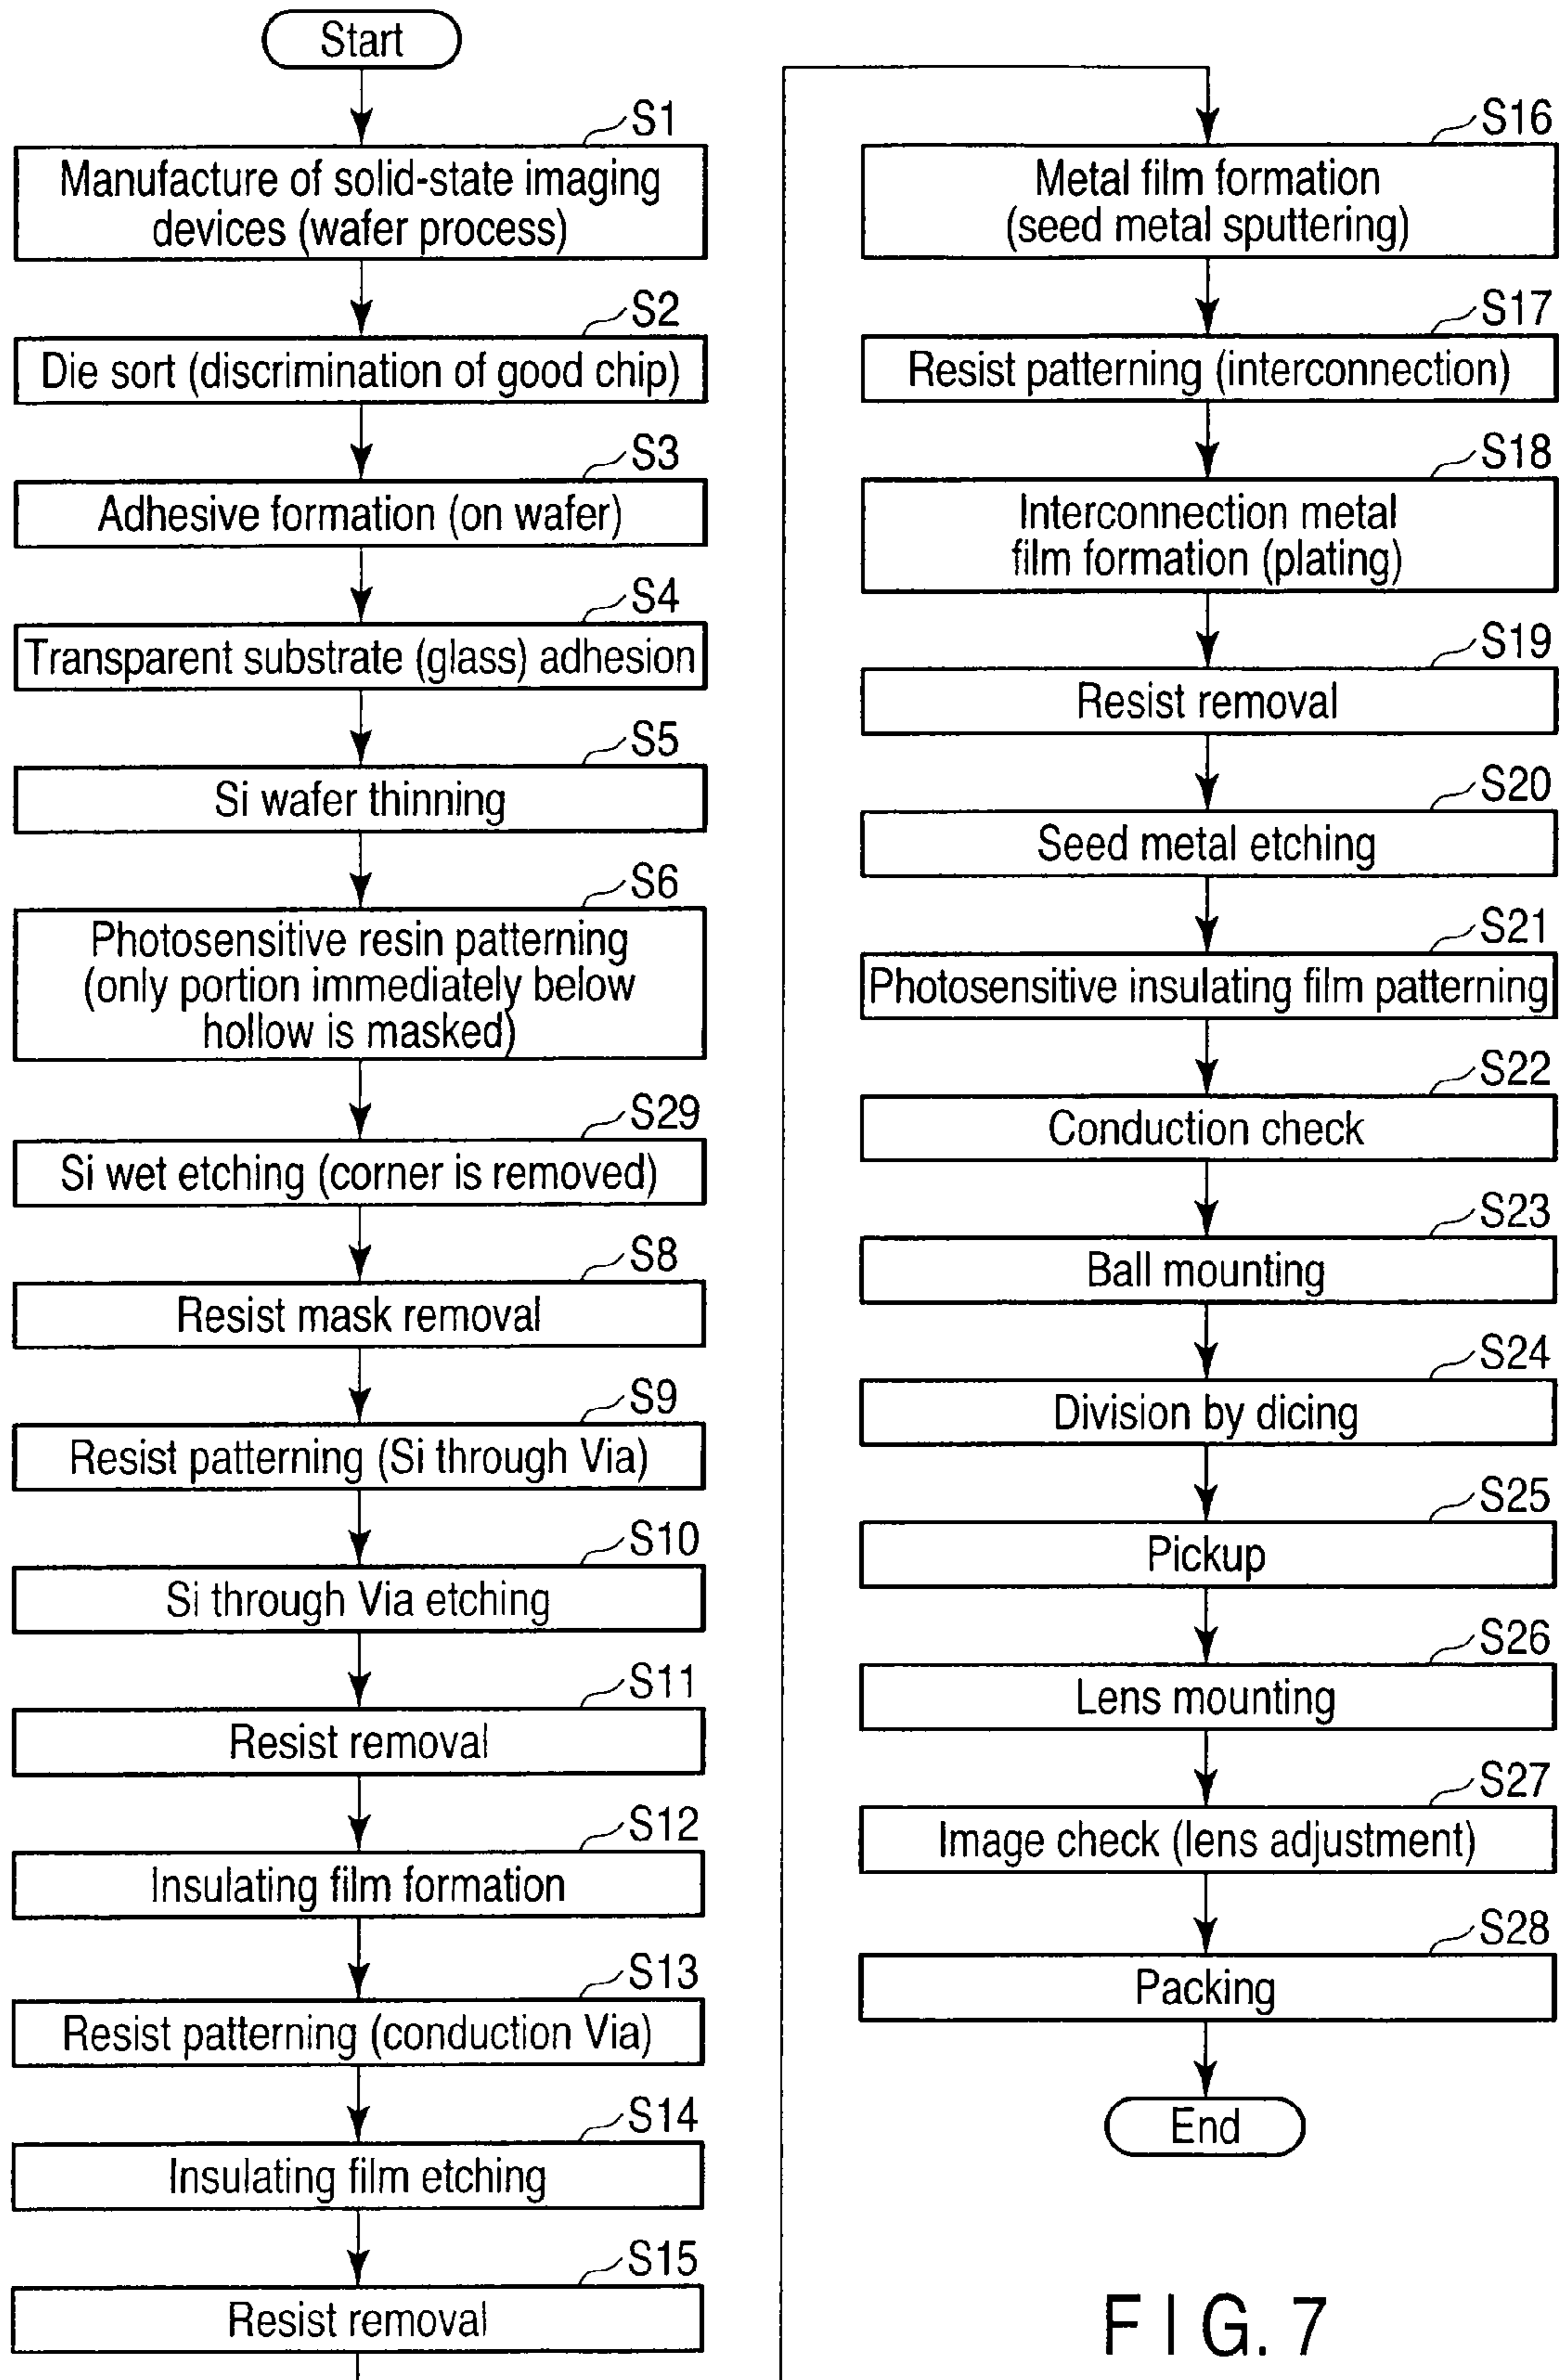 Start
S1
Manufacture of solid-state imaging
devices (wafer process)
S2
Die sort (discrimination of good chip)
S3
Adhesive formation (on wafer)
S4
Transparent substrate (glass) adhesion
S5
Si wafer thinning
S6
Photosensitive resin patterning
(only portion immediately below
hollow is masked)
S29
Si wet etching (corner is removed)
S8
Resist mask removal
S9
Resist patterning (Si through Via)
S10
Si through Via etching
S11
Resist removal
S12
Insulating film formation
S13
Resist patterning (conduction Via)
S14
Insulating film etching
S15
Resist removal
S16
Metal film formation
(seed metal sputtering)
S17
Resist patterning (interconnection)
S18
Interconnection metal
film formation (plating)
S19
Resist removal
S20
Seed metal etching
S21
Photosensitive insulating film patterning
S22
Conduction check
S23
Ball mounting
S24
Division by dicing
S25
Pickup
S26
Lens mounting
S27
Image check (lens adjustment)
S28
Packing
End
FIG. 7